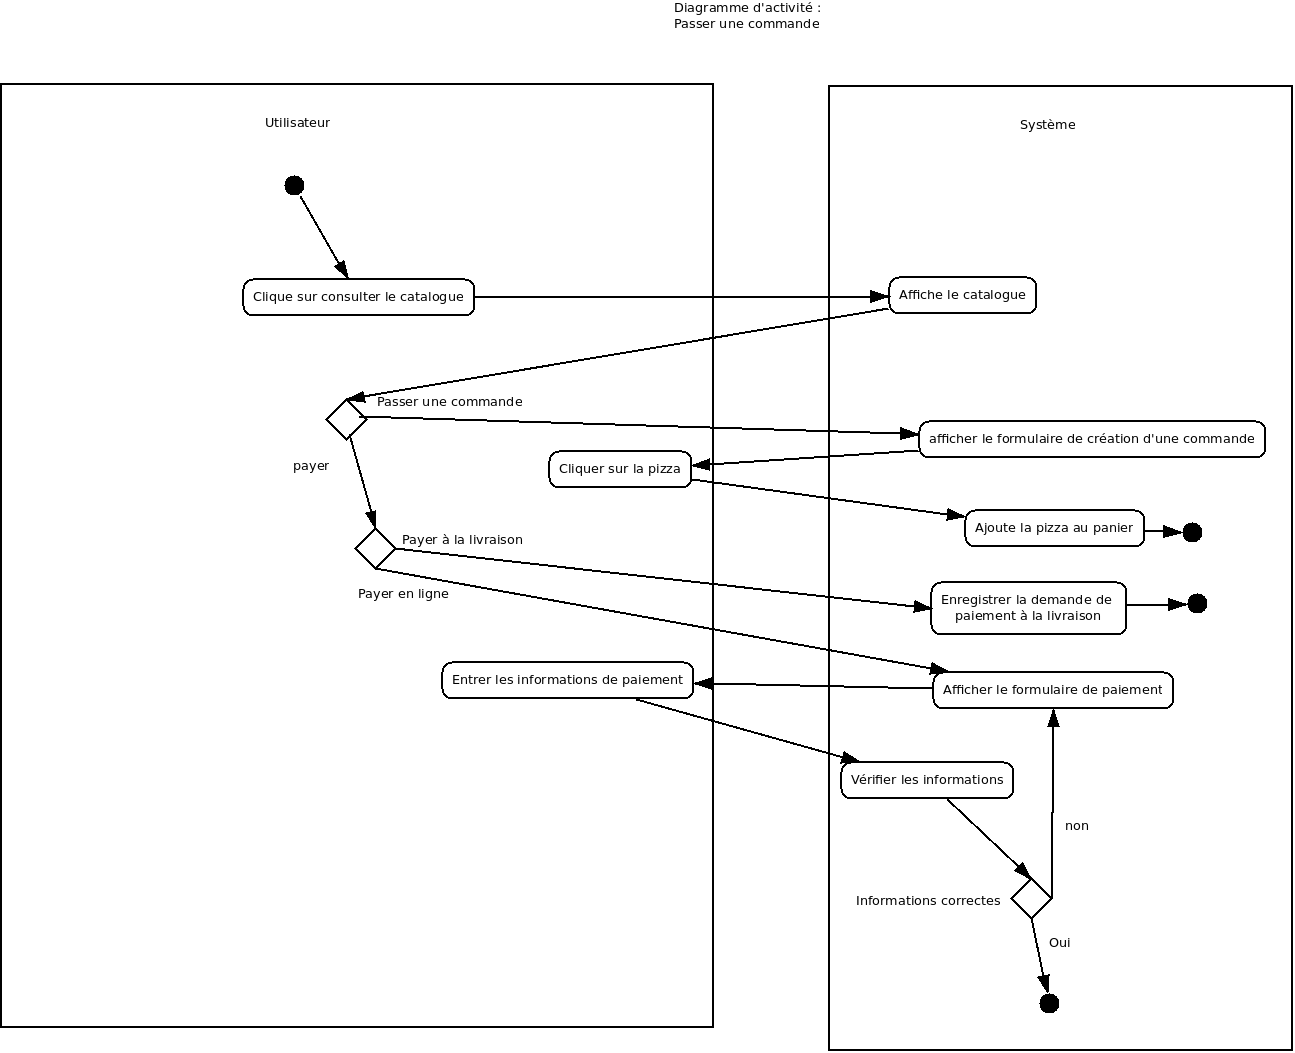 Diagramme d'activité :
Passer une commande
Utilisateur
Système
Clique sur consulter le catalogue
Affiche le catalogue
Passer une commande
afficher le formulaire de création d'une commande
payer
Cliquer sur la pizza
Ajoute la pizza au panier
Payer à la livraison
Enregistrer la demande de
paiement à la livraison
Payer en ligne
Entrer les informations de paiement
Afficher le formulaire de paiement
Vérifier les informations
non
Informations correctes
Oui